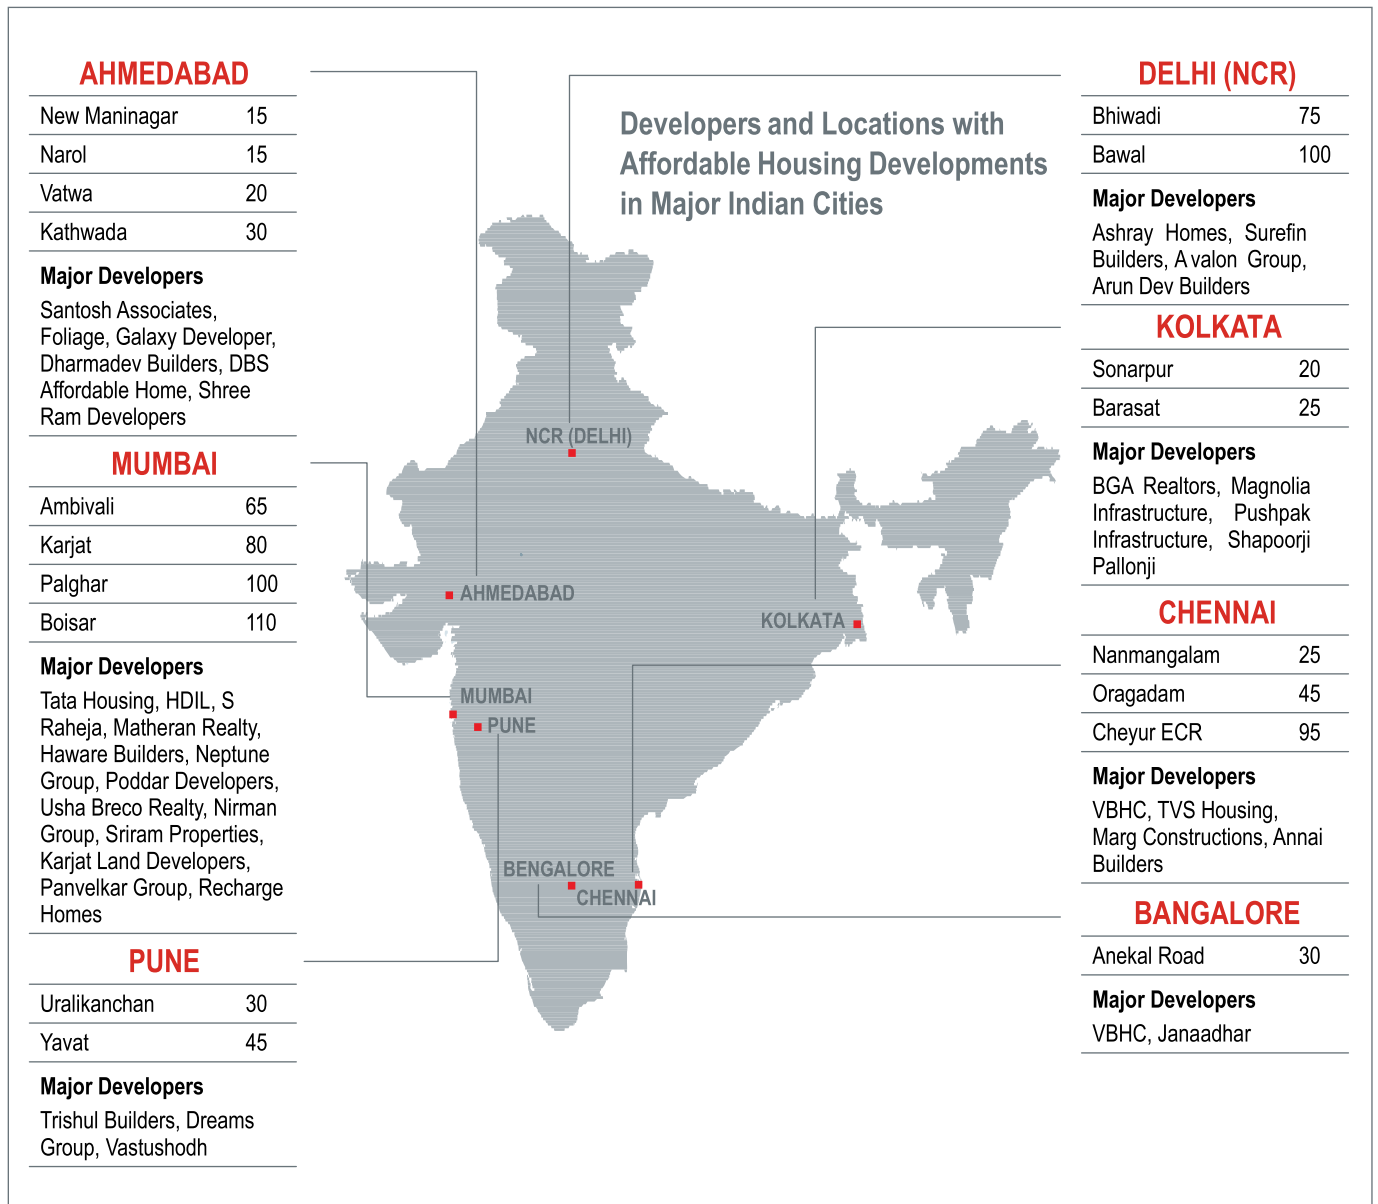 AHMEDABAD
New Maninagar 15
Narol 15
Vatwa 20
Kathwada 30
Major Developers
Santosh Associates,
Foliage, Galaxy Developer,
Dharmadev Builders, DBS
Affordable Home, Shree
Ram Developers
MUMBAI
Ambivali 65
Karjat 80
Palghar 100
Boisar 110
Major Developers
Tata Housing, HDIL, S
Raheja, Matheran Realty,
Haware Builders, Neptune
Group, Poddar Developers,
Usha Breco Realty, Nirman
Group, Sriram Properties,
Karjat Land Developers,
Panvelkar Group, Recharge
Homes
PUNE
Uralikanchan 30
Yavat 45
Major Developers
Trishul Builders, Dreams
Group, Vastushodh
Developers and Locations with
Affordable Housing Developments
in Major Indian Cities
NCR (DELHI)
AHMEDABAD
KOLKATA
MUMBAI
PUNE
BENGALORE
CHENNAI
DELHI (NCR)
Bhiwadi 75
Bawal 100
Major Developers
Ashray Homes, Surefin
Builders, Avalon Group,
Arun Dev Builders
KOLKATA
Sonarpur 20
Barasat 25
Major Developers
BGA Realtors, Magnolia
Infrastructure, Pushpak
Infrastructure, Shapoorji
Pallonji
CHENNAI
Nanmangalam 25
Oragadam 45
Cheyur ECR 95
Major Developers
VBHC, TVS Housing,
Marg Constructions, Annai
Builders
BANGALORE
Anekal Road 30
Major Developers
VBHC, Janaadhar